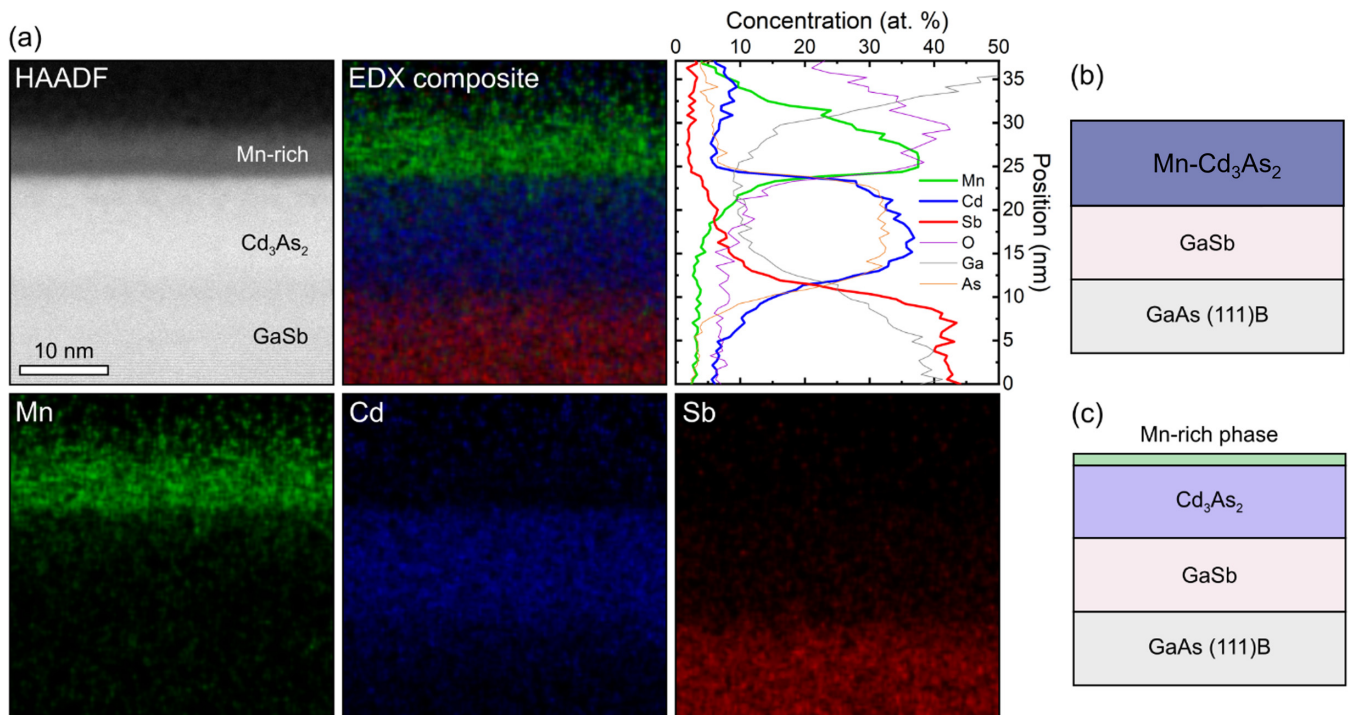 (a)
HAADF
Mn-rich
Cd₃As₂
GaSb
10 nm
EDX composite
Concentration (at. %)
0 10 20 30 40 50
35
30
25
20
15
10
5
0
Position (nm)
Mn
Cd
Sb
O
Ga
As
Mn
Cd
Sb
(b)
Mn-Cd₃As₂
GaSb
GaAs (111)B
(c)
Mn-rich phase
Cd₃As₂
GaSb
GaAs (111)B